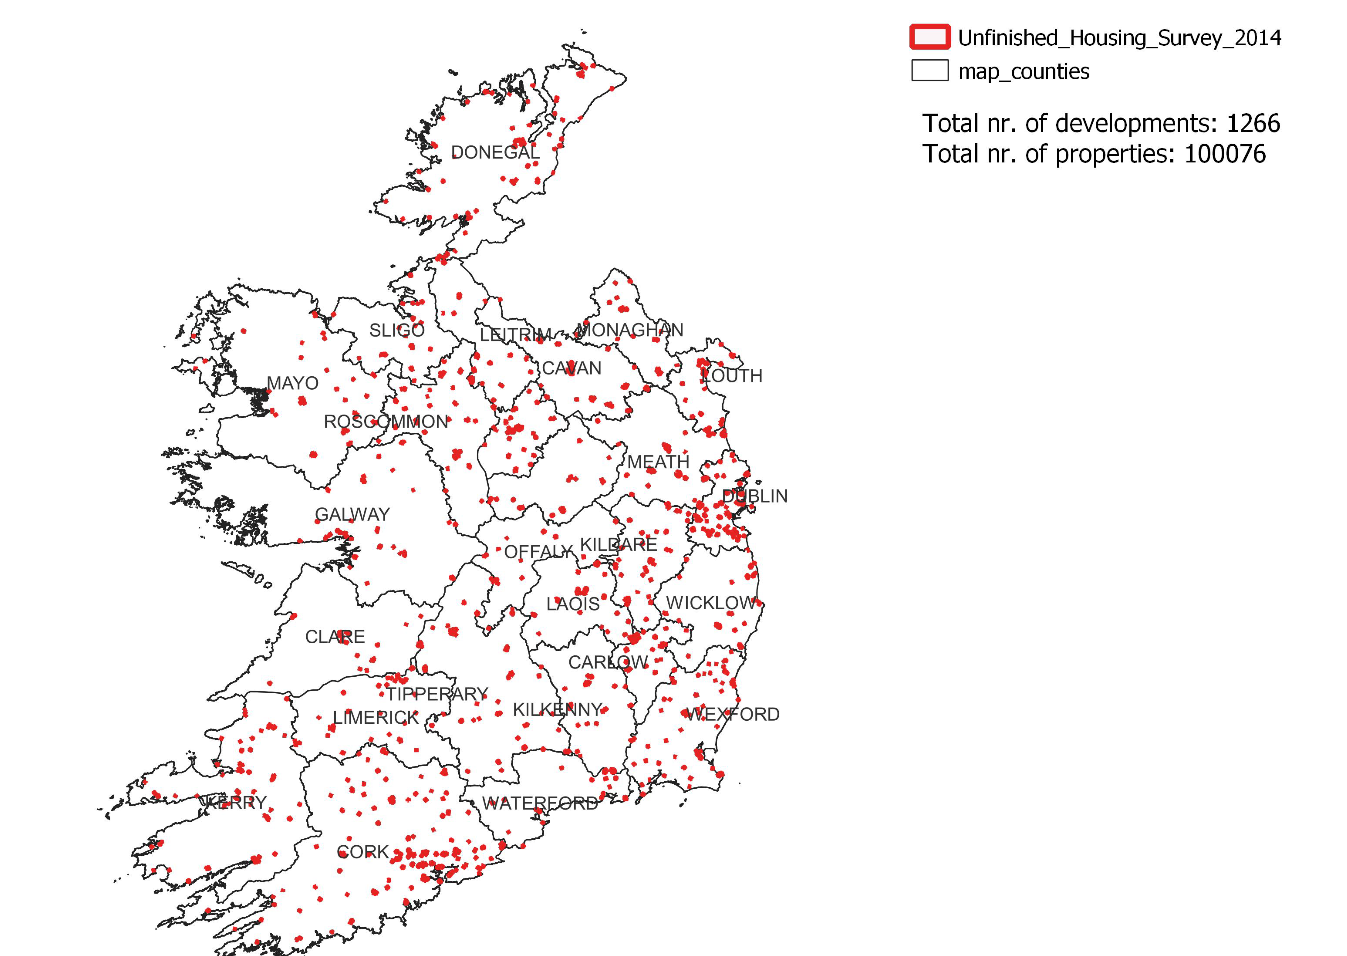 Unfinished_Housing_Survey_2014
map_counties
Total nr. of developments: 1266
Total nr. of properties: 100076
DONEGAL
SLIGO
LEITRIM
MONAGHAN
CAVAN
LOUTH
MAYO
ROSCOMMON
MEATH
DUBLIN
GALWAY
OFFALY
KILDARE
LAOIS
WICKLOW
CLARE
CARLOW
TIPPERARY
LIMERICK
KILKENNY
WEXFORD
KERRY
WATERFORD
CORK